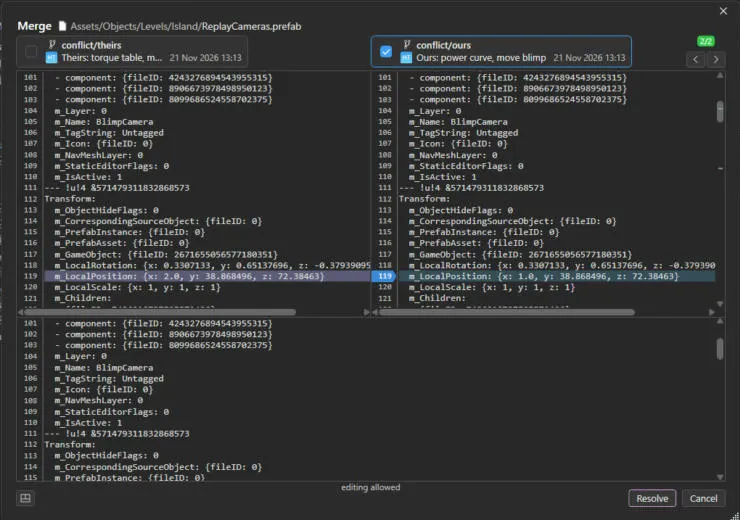 Merge Assets/Objects/Levels/Island/ReplayCameras.prefab
conflict/theirs
Theirs: torque table, m... 21 Nov 2026 13:13
conflict/ours
Ours: power curve, move blimp 21 Nov 2026 13:13
2/2
101 - component: {fileID: 4243276894543955315}
102 - component: {fileID: 8906673978498950123}
103 - component: {fileID: 8099686524558702375}
104 m_Layer: 0
105 m_Name: BlimpCamera
106 m_TagString: Untagged
107 m_Icon: {fileID: 0}
108 m_NavMeshLayer: 0
109 m_StaticEditorFlags: 0
110 m_IsActive: 1
111 --- !u!4 &571479311832868573
112 Transform:
113 m_ObjectHideFlags: 0
114 m_CorrespondingSourceObject: {fileID: 0}
115 m_PrefabInstance: {fileID: 0}
116 m_PrefabAsset: {fileID: 0}
117 m_GameObject: {fileID: 2671655056577180351}
118 m_LocalRotation: {x: 0.3307133, y: 0.65137696, z: -0.37939095
119 m_LocalPosition: {x: 2.0, y: 38.868496, z: 72.38463}
120 m_LocalScale: {x: 1, y: 1, z: 1}
121 m_Children:
101 - component: {fileID: 4243276894543955315}
102 - component: {fileID: 8906673978498950123}
103 - component: {fileID: 8099686524558702375}
104 m_Layer: 0
105 m_Name: BlimpCamera
106 m_TagString: Untagged
107 m_Icon: {fileID: 0}
108 m_NavMeshLayer: 0
109 m_StaticEditorFlags: 0
110 m_IsActive: 1
111 --- !u!4 &571479311832868573
112 Transform:
113 m_ObjectHideFlags: 0
114 m_CorrespondingSourceObject: {fileID: 0}
115 m_PrefabInstance: {fileID: 0}
116 m_PrefabAsset: {fileID: 0}
117 m_GameObject: {fileID: 2671655056577180351}
118 m_LocalRotation: {x: 0.3307133, y: 0.65137696, z: -0.379390
119 m_LocalPosition: {x: 1.0, y: 38.868496, z: 72.38463}
120 m_LocalScale: {x: 1, y: 1, z: 1}
121 m_Children:
101 - component: {fileID: 4243276894543955315}
102 - component: {fileID: 8906673978498950123}
103 - component: {fileID: 8099686524558702375}
104 m_Layer: 0
105 m_Name: BlimpCamera
106 m_TagString: Untagged
107 m_Icon: {fileID: 0}
108 m_NavMeshLayer: 0
109 m_StaticEditorFlags: 0
110 m_IsActive: 1
111 --- !u!4 &571479311832868573
112 Transform:
113 m_ObjectHideFlags: 0
114 m_CorrespondingSourceObject: {fileID: 0}
115 m_PrefabInstance: {fileID: 0}
editing allowed
Resolve Cancel